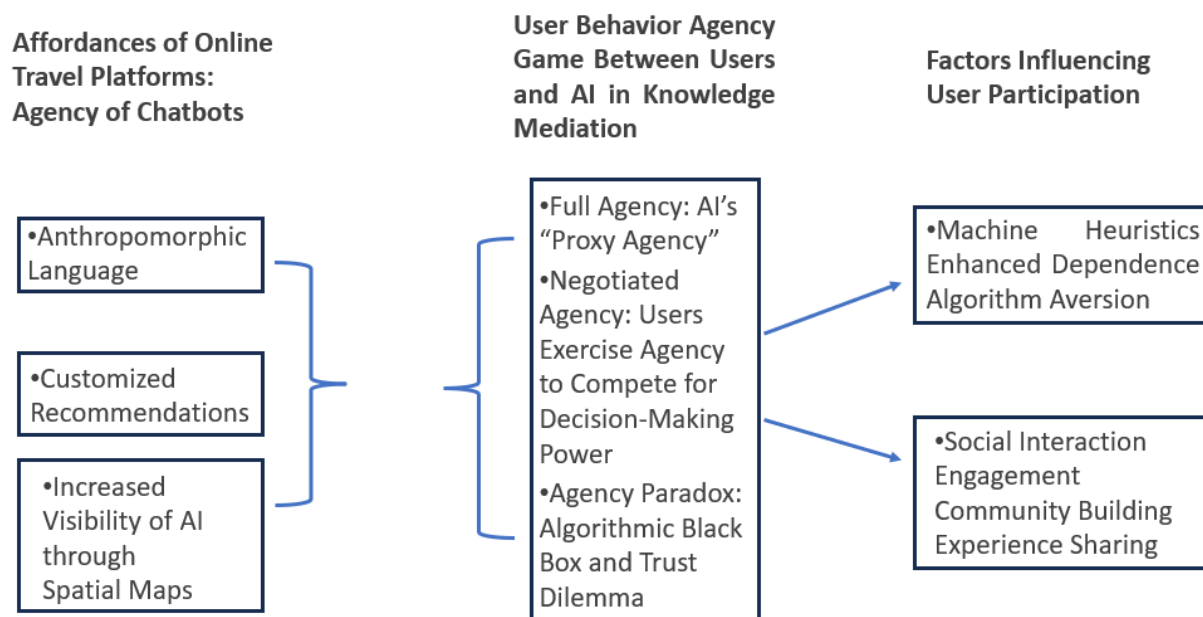 Affordances of Online
Travel Platforms:
Agency of Chatbots
•Anthropomorphic
Language
•Customized
Recommendations
•Increased
Visibility of AI
through
Spatial Maps
User Behavior Agency
Game Between Users
and AI in Knowledge
Mediation
•Full Agency: AI's
“Proxy Agency”
•Negotiated
Agency: Users
Exercise Agency
to Compete for
Decision-Making
Power
•Agency Paradox:
Algorithmic Black
Box and Trust
Dilemma
Factors Influencing
User Participation
•Machine Heuristics
Enhanced Dependence
Algorithm Aversion
•Social Interaction
Engagement
Community Building
Experience Sharing